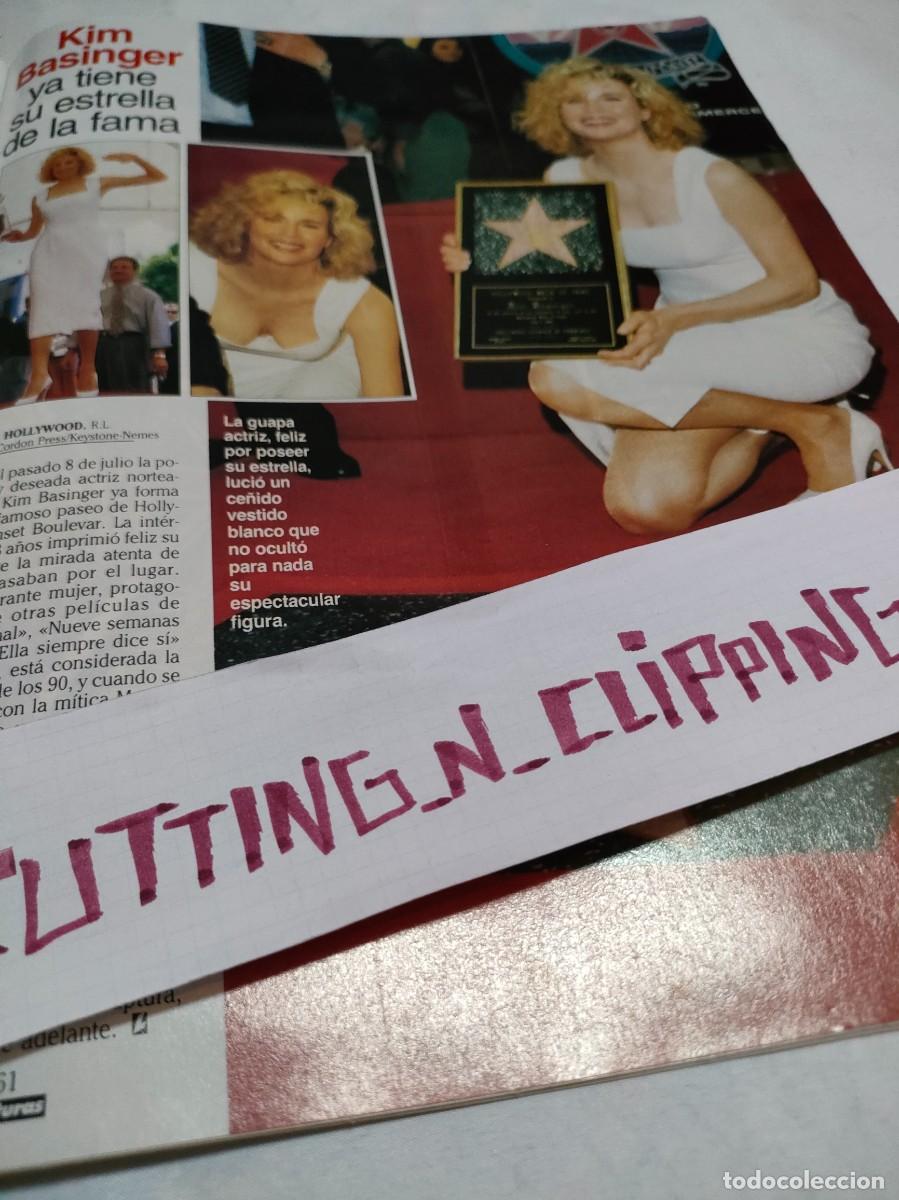 Kim
Basinger
ya tiene
su estrella
de la fama
MERCE
HOLLYWOOD. R.L
Cordon Press/Keystone-Nemes
l pasado 8 de julio la po-
y deseada actriz nortea-
Kim Basinger ya forma
famoso paseo de Holly-
nset Boulevar. La intér-
años imprimió feliz su
la mirada atenta de
asaban por el lugar.
rante mujer, protago-
otras películas de
nal», «Nueve semanas
Ella siempre dice sí»
está considerada la
de los 90, y cuando se
con la mítica
La guapa
actriz, feliz
por poseer
su estrella,
lució un
ceñido
vestido
blanco que
no ocultó
para nada
su
espectacular
figura.
CUTTING_N_CLIPPING
adelante.
61
uras
todocoleccion